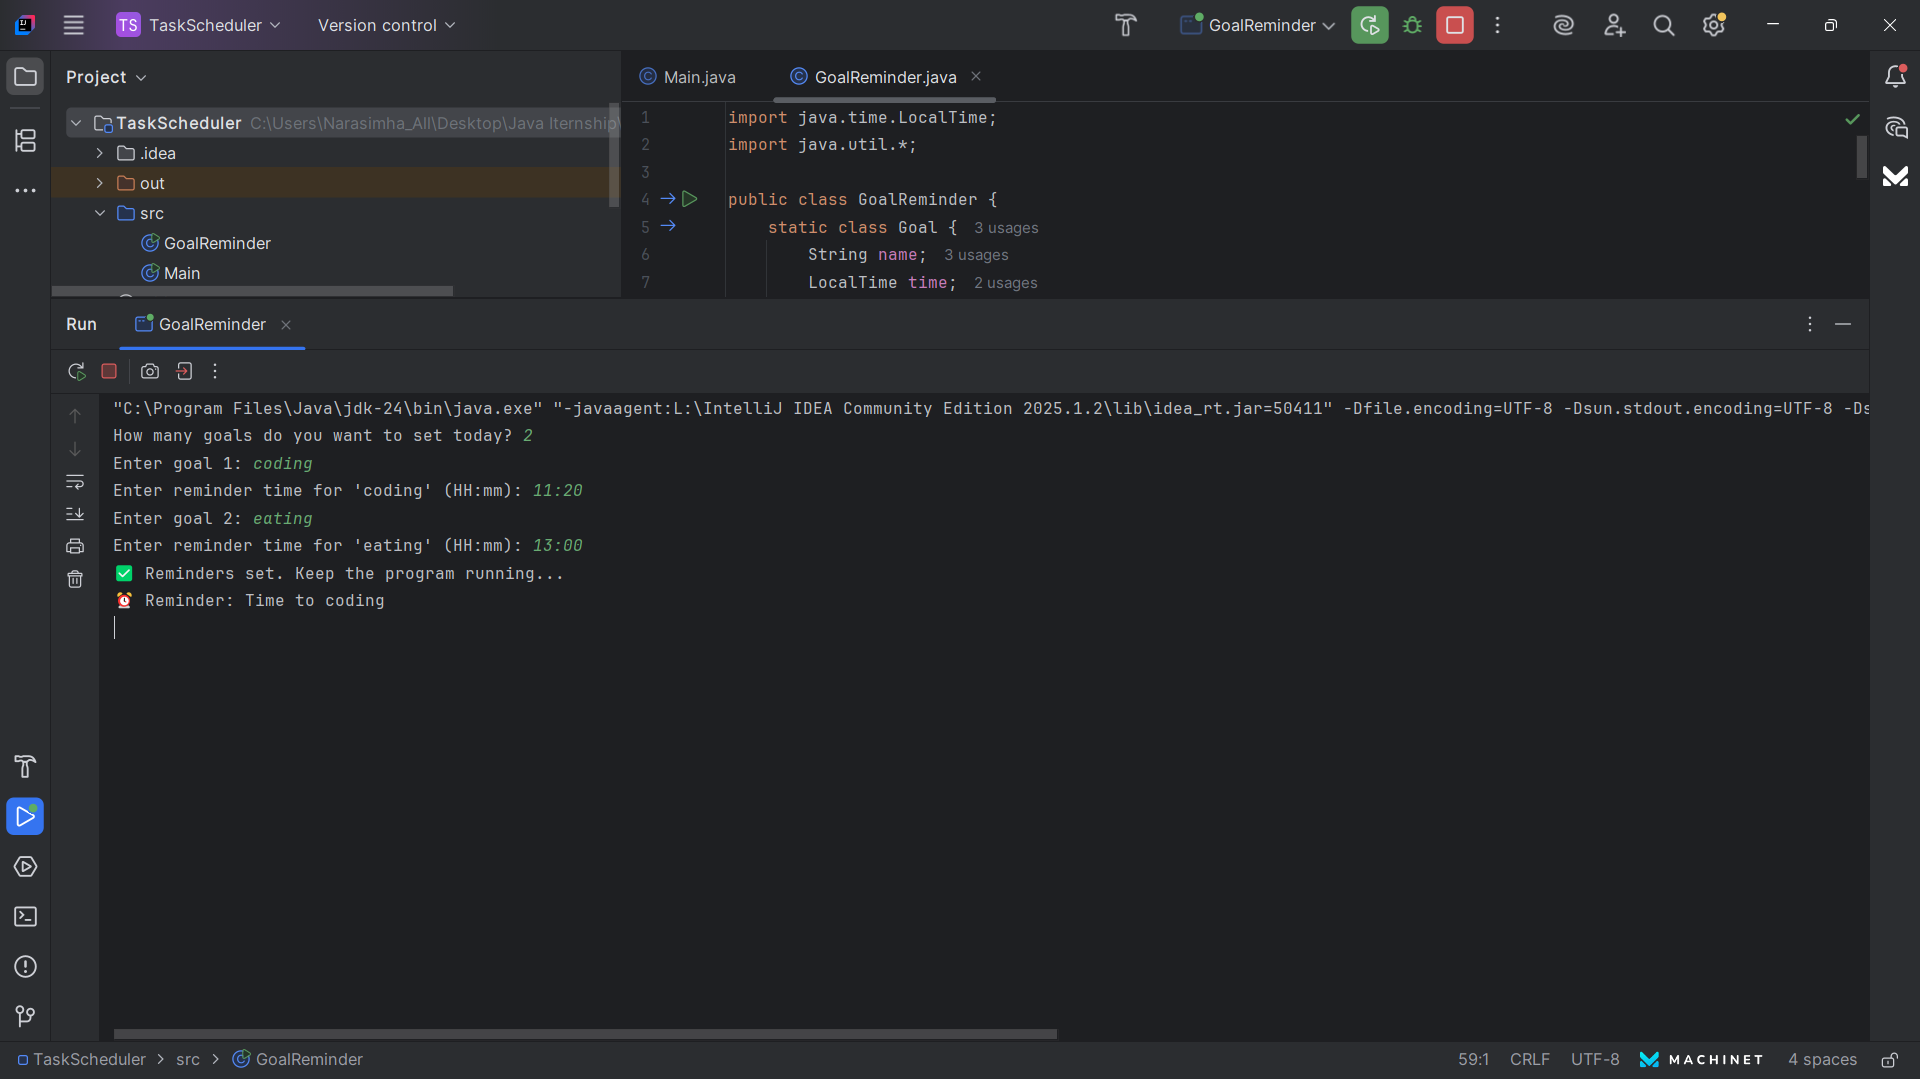 TS TaskScheduler Version control GoalReminder
Project
Main.java GoalReminder.java
TaskScheduler C:\Users\Narasimha_All\Desktop\Java Iternship\
.idea
out
src
GoalReminder
Main
1 import java.time.LocalTime;
2 import java.util.*;
3
4 public class GoalReminder {
5 static class Goal { 3 usages
6 String name; 3 usages
7 LocalTime time; 2 usages
Run GoalReminder
"C:\Program Files\Java\jdk-24\bin\java.exe" "-javaagent:L:\IntelliJ IDEA Community Edition 2025.1.2\lib\idea_rt.jar=50411" -Dfile.encoding=UTF-8 -Dsun.stdout.encoding=UTF-8 -Ds
How many goals do you want to set today? 2
Enter goal 1: coding
Enter reminder time for 'coding' (HH:mm): 11:20
Enter goal 2: eating
Enter reminder time for 'eating' (HH:mm): 13:00
✅ Reminders set. Keep the program running...
⏰ Reminder: Time to coding
TaskScheduler > src > GoalReminder 59:1 CRLF UTF-8 MACHINET 4 spaces